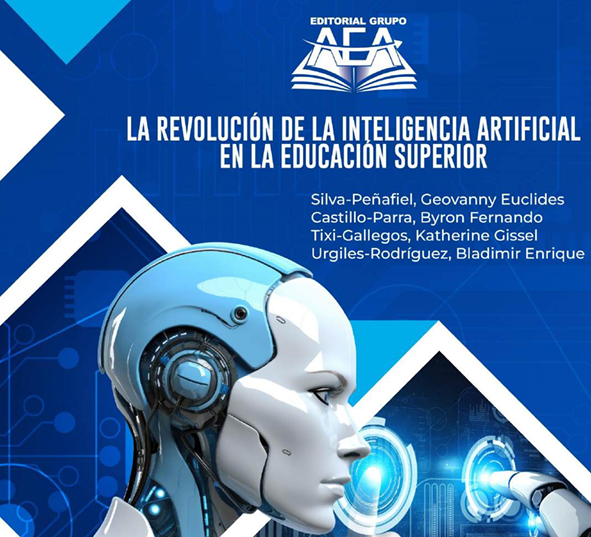 EDITORIAL GRUPO
AEA
LA REVOLUCIÓN DE LA INTELIGENCIA ARTIFICIAL
EN LA EDUCACIÓN SUPERIOR
Silva-Peñafiel, Geovanny Euclides
Castillo-Parra, Byron Fernando
Tixi-Gallegos, Katherine Gissel
Urgiles-Rodríguez, Bladimir Enrique